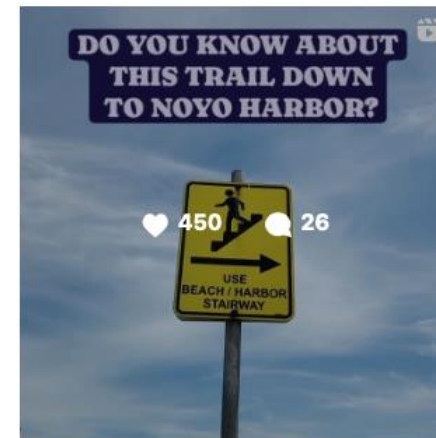 DO YOU KNOW ABOUT
THIS TRAIL DOWN
TO NOYO HARBOR?
450 26
USE
BEACH / HARBOR
STAIRWAY